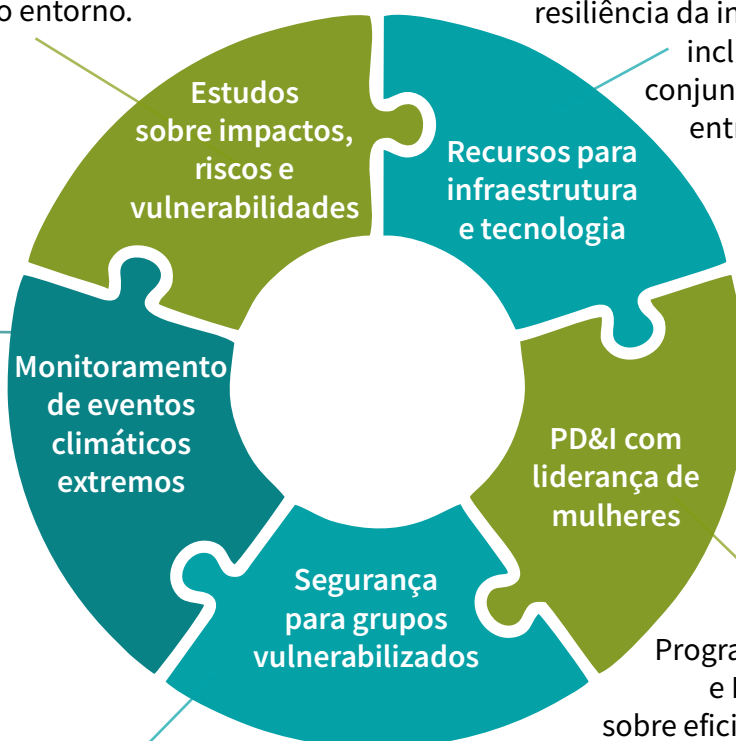 o entorno.
resiliência da in
incl
conjun
entr
Estudos
sobre impactos,
riscos e
vulnerabilidades
Recursos para
infraestrutura
e tecnologia
Monitoramento
de eventos
climáticos
extremos
PD&I com
liderança de
mulheres
Segurança
para grupos
vulnerabilizados
Progra
e
sobre efici